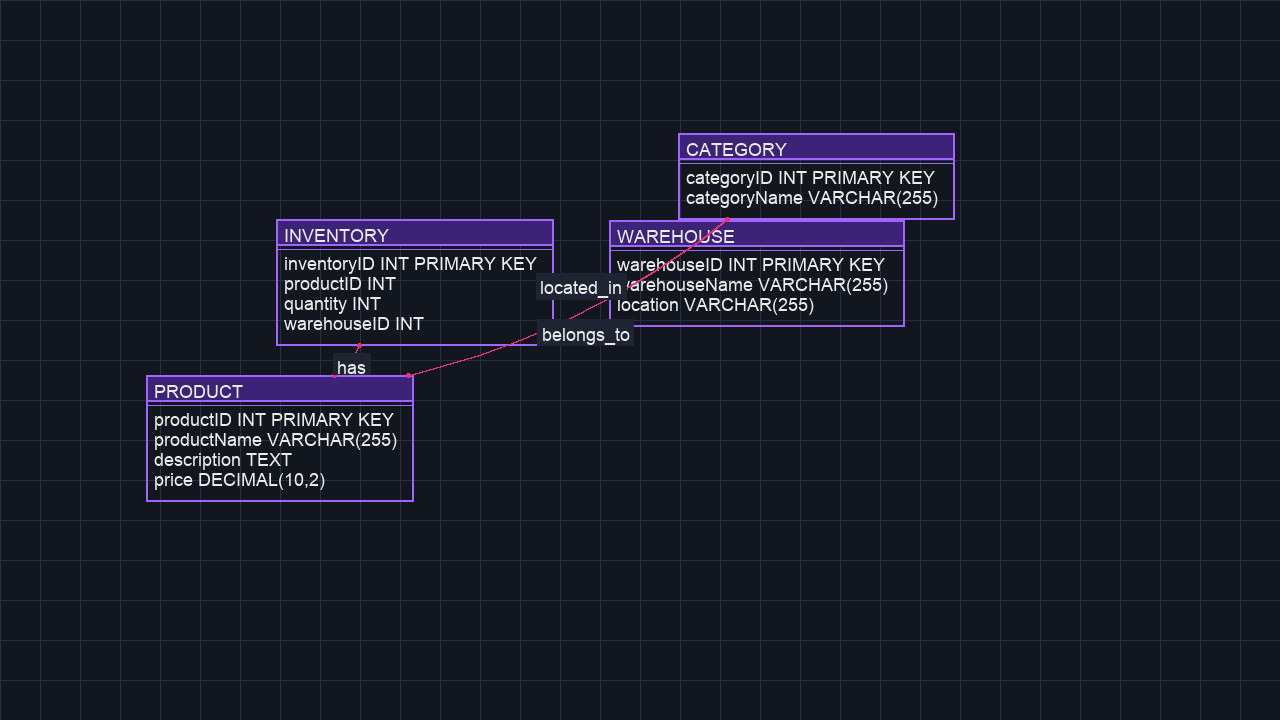 CATEGORY
categoryID INT PRIMARY KEY
categoryName VARCHAR(255)
INVENTORY
inventoryID INT PRIMARY KEY
productID INT
quantity INT
warehouseID INT
WAREHOUSE
warehouseID INT PRIMARY KEY
arehouseName VARCHAR(255)
location VARCHAR(255)
located_in
belongs_to
has
PRODUCT
productID INT PRIMARY KEY
productName VARCHAR(255)
description TEXT
price DECIMAL(10,2)